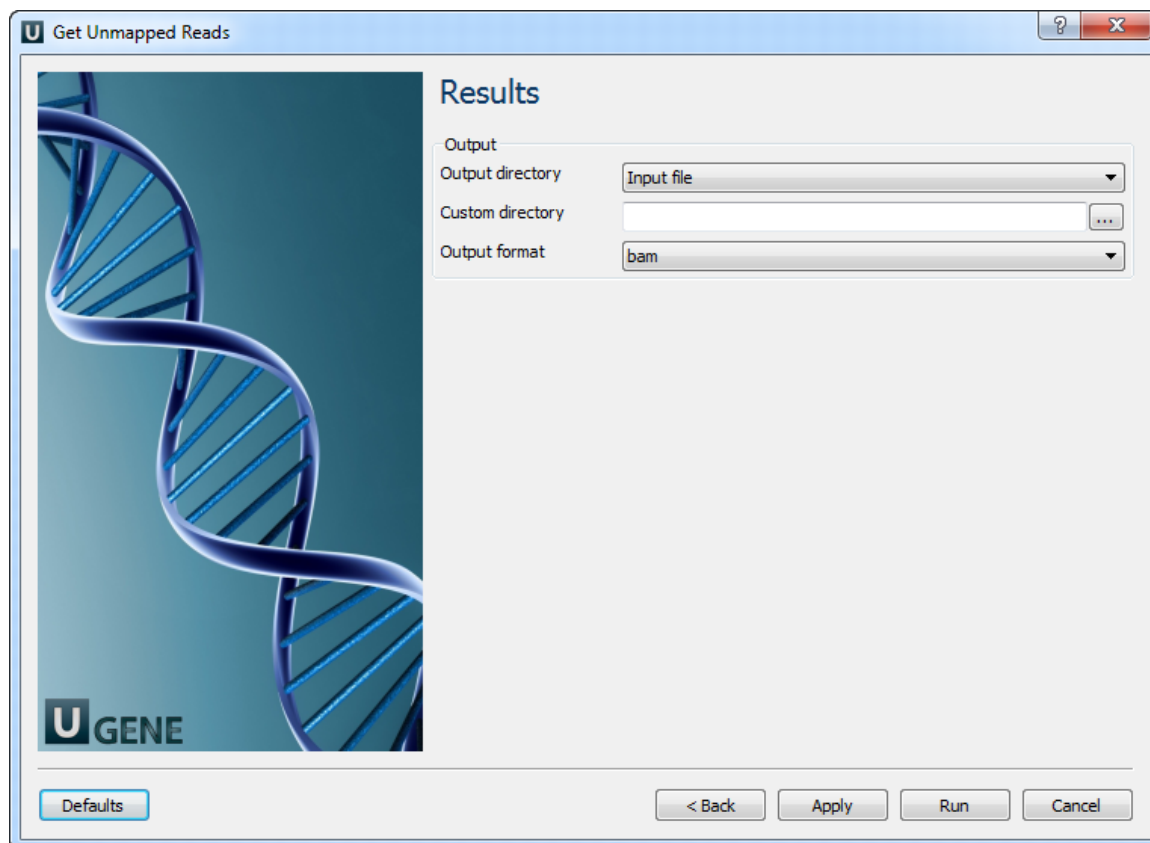 U Get Unmapped Reads
Results
Output
Output directory
Input file
Custom directory
...
Output format
bam
U GENE
Defaults
< Back
Apply
Run
Cancel